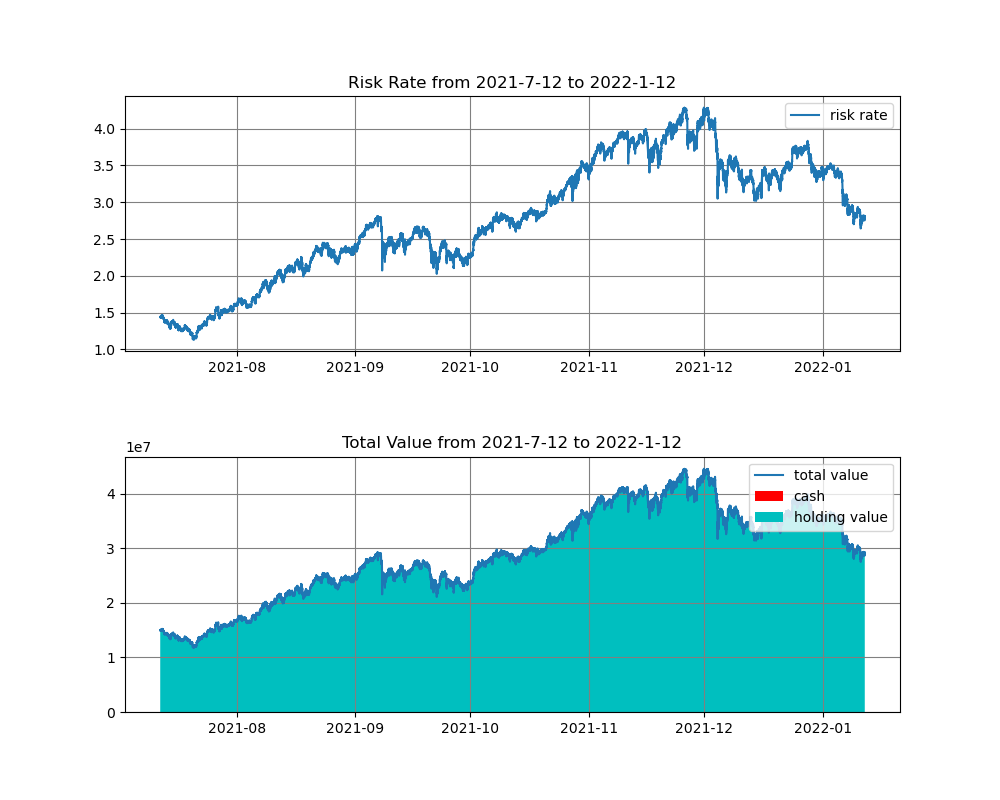 Risk Rate from 2021-7-12 to 2022-1-12
risk rate
4.0
3.5
3.0
2.5
2.0
1.5
1.0
2021-08 2021-09 2021-10 2021-11 2021-12 2022-01
Total Value from 2021-7-12 to 2022-1-12
1e7
total value
cash
holding value
4
3
2
1
0
2021-08 2021-09 2021-10 2021-11 2021-12 2022-01